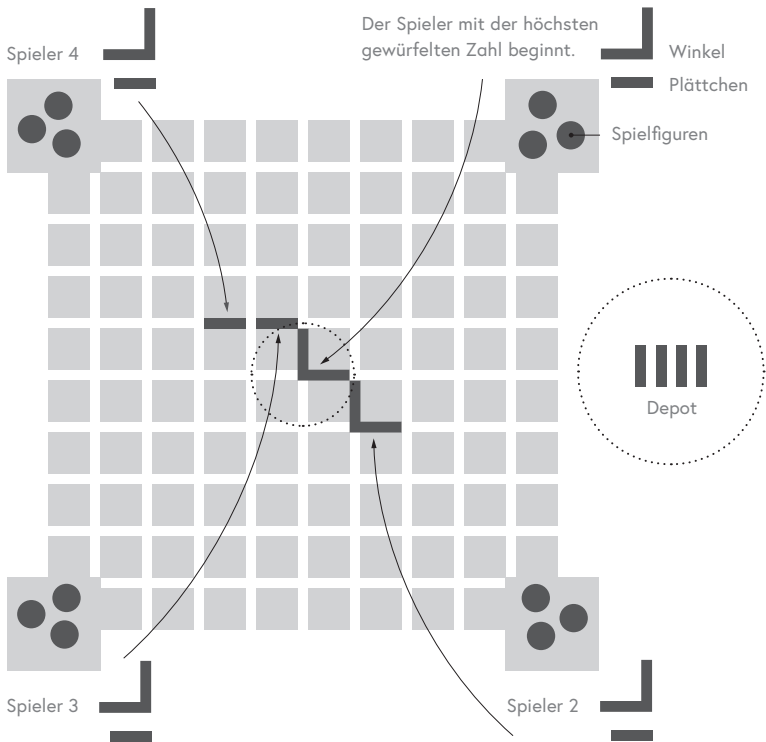 Der Spieler mit der höchsten
gewürfelten Zahl beginnt.
Spieler 4
Winkel
Plättchen
Spielfiguren
Depot
Spieler 3
Spieler 2